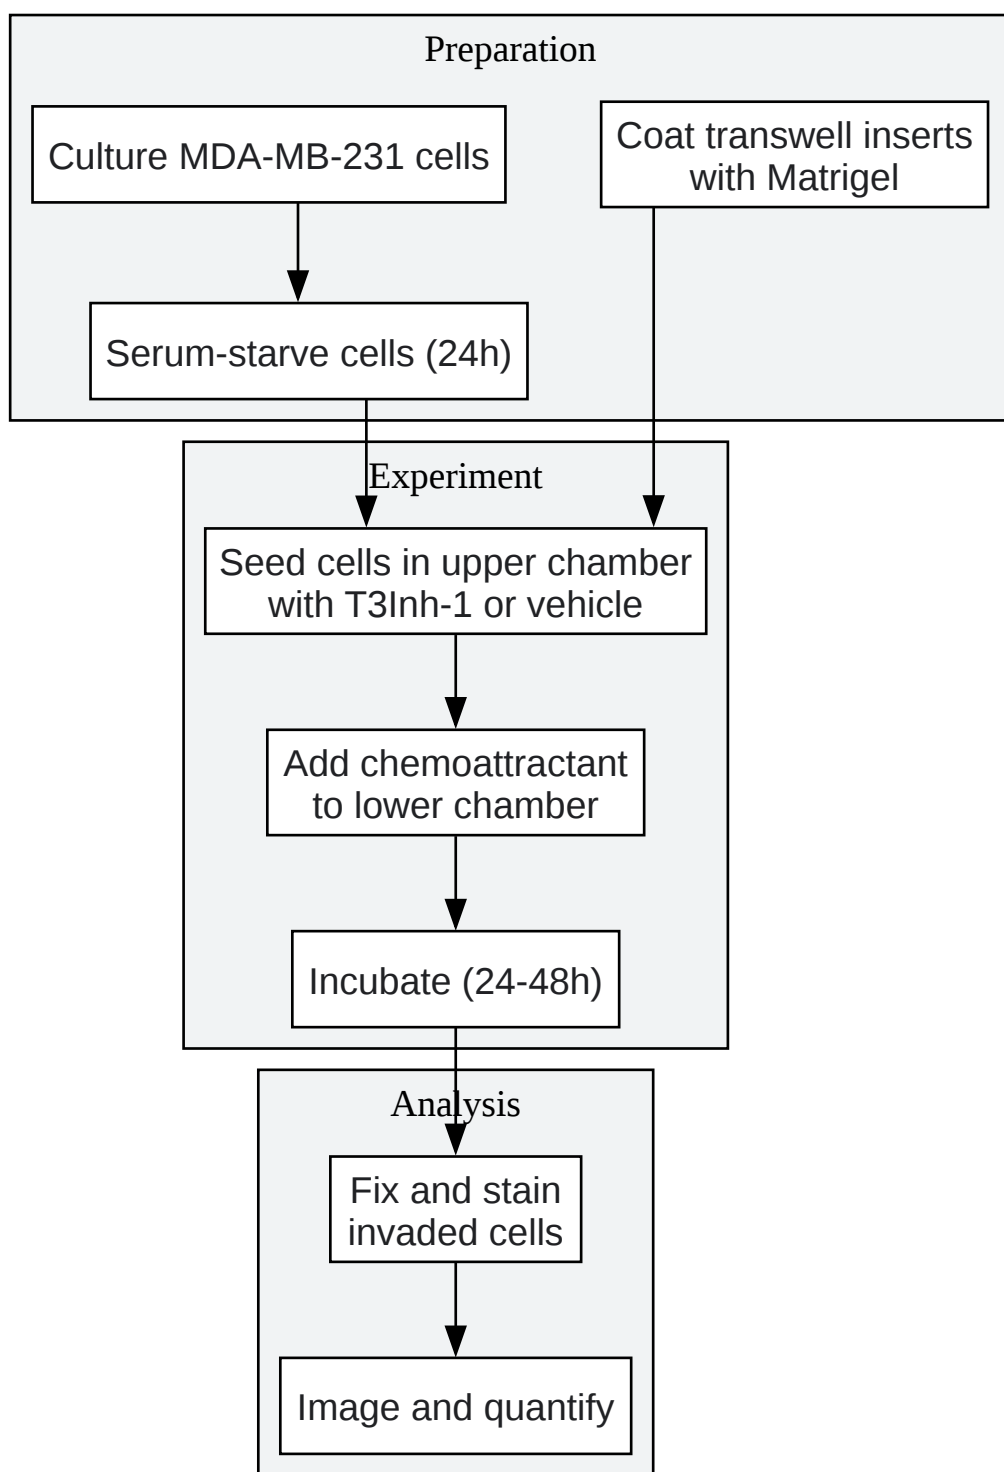 Preparation
Culture MDA-MB-231 cells
Coat transwell inserts
with Matrigel
Serum-starve cells (24h)
Experiment
Seed cells in upper chamber
with T3Inh-1 or vehicle
Add chemoattractant
to lower chamber
Incubate (24-48h)
Analysis
Fix and stain
invaded cells
Image and quantify